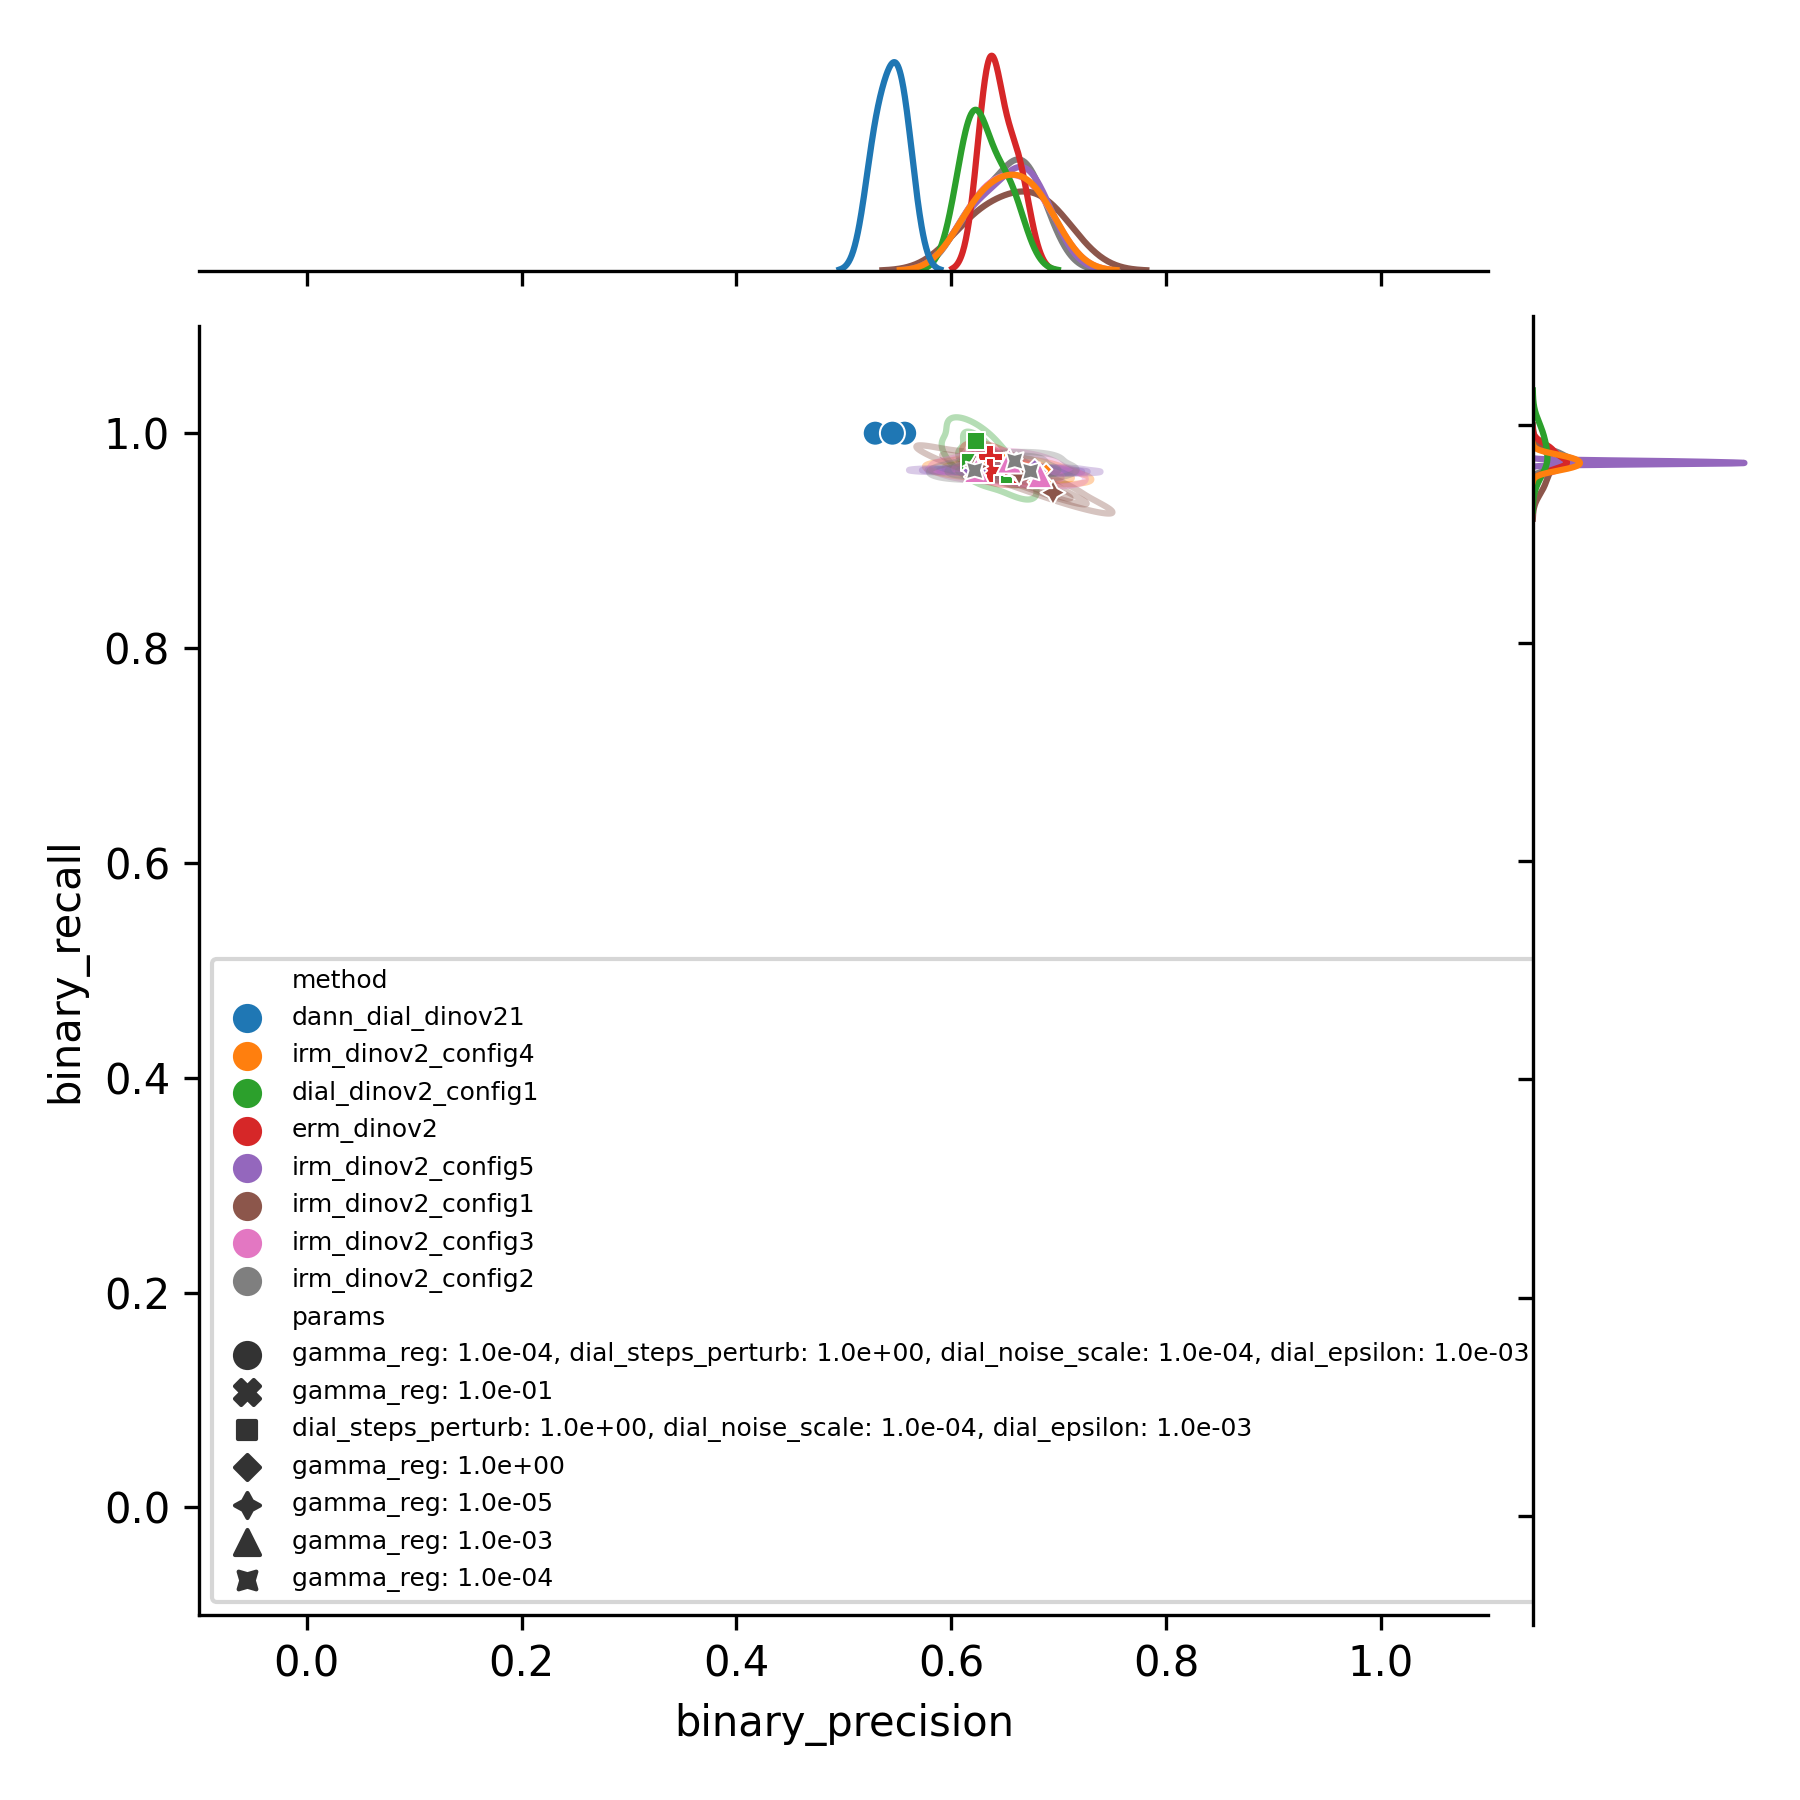 1.0
0.8
0.6
0.4
0.2
0.0
binary_recall
method
dann_dial_dinov21
irm_dinov2_config4
dial_dinov2_config1
erm_dinov2
irm_dinov2_config5
irm_dinov2_config1
irm_dinov2_config3
irm_dinov2_config2
params
gamma_reg: 1.0e-04, dial_steps_perturb: 1.0e+00, dial_noise_scale: 1.0e-04, dial_epsilon: 1.0e-03
gamma_reg: 1.0e-01
dial_steps_perturb: 1.0e+00, dial_noise_scale: 1.0e-04, dial_epsilon: 1.0e-03
gamma_reg: 1.0e+00
gamma_reg: 1.0e-05
gamma_reg: 1.0e-03
gamma_reg: 1.0e-04
0.0 0.2 0.4 0.6 0.8 1.0
binary_precision